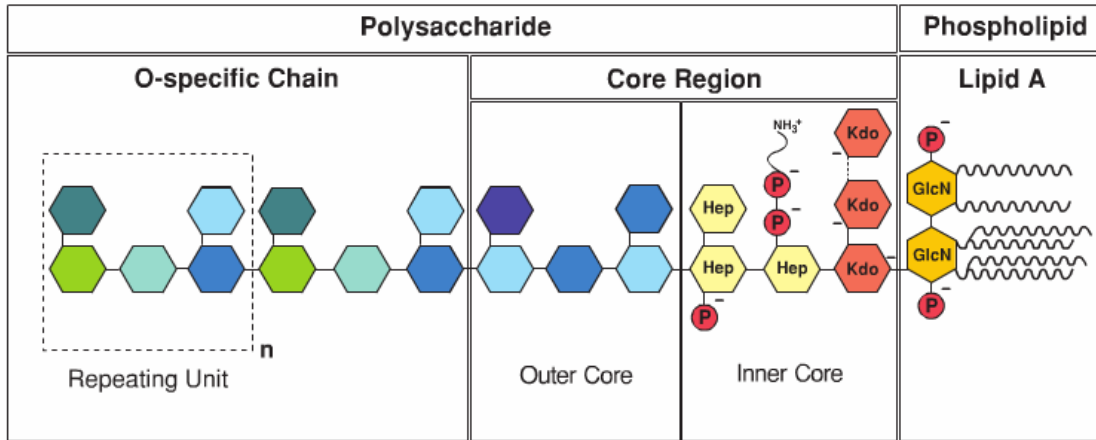 Polysaccharide
Phospholipid
O-specific Chain
Core Region
Lipid A
NH₃⁺
Kdo
P
–
–
P
–
GlcN
Hep
P
–
Kdo
–
Hep
Hep
Kdo
–
GlcN
P
–
P
–
n
Repeating Unit
Outer Core
Inner Core